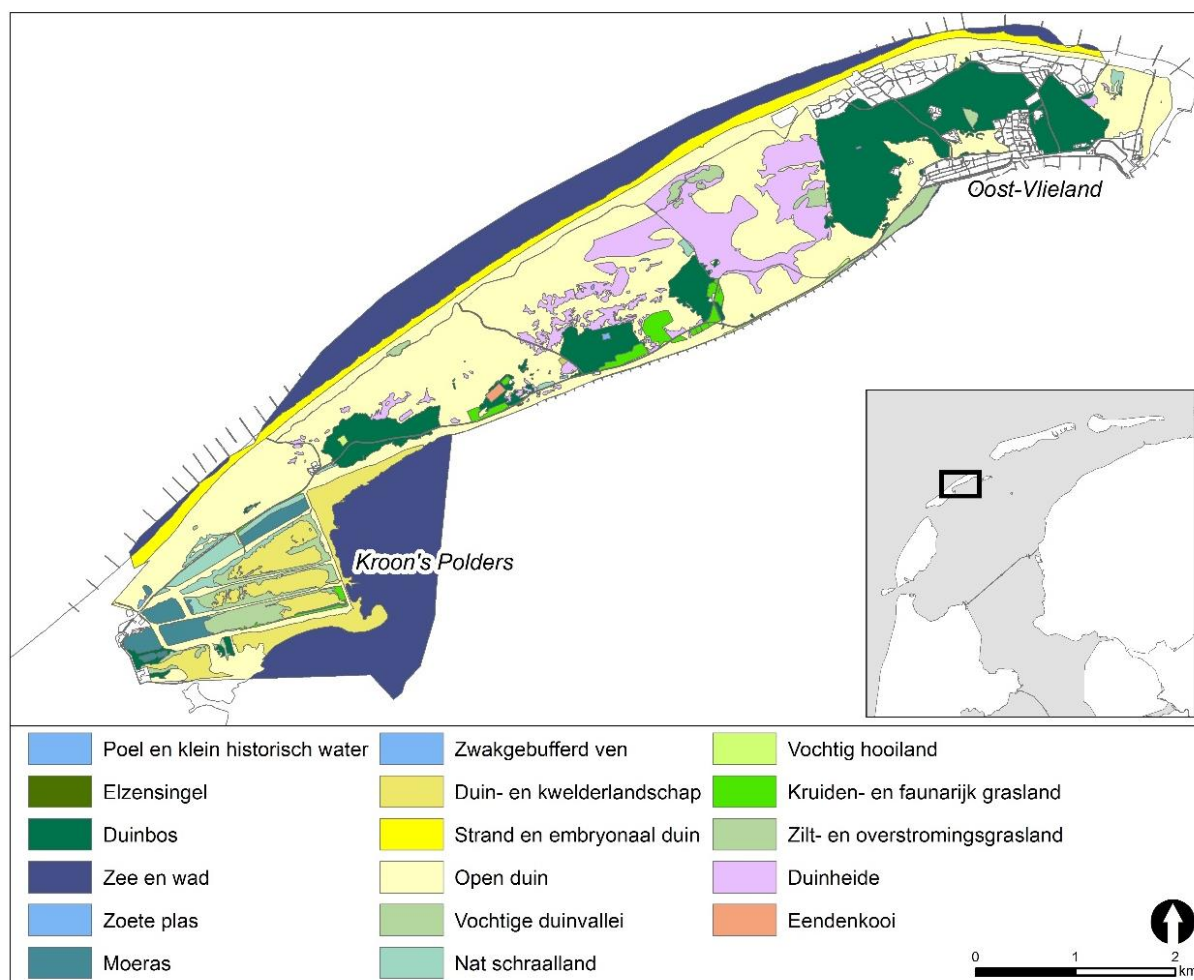 Oost-Vlieland
Kroon's Polders
Poel en klein historisch water
Elzensingel
Duinbos
Zee en wad
Zoete plas
Moeras
Zwakgebufferd ven
Duin- en kwelderlandschap
Strand en embryonaal duin
Open duin
Vochtige duinvallei
Nat schraalland
Vochtig hooiland
Kruiden- en faunarijk grasland
Zilt- en overstromingsgrasland
Duinheide
Eendenkooi
0 1 2
km